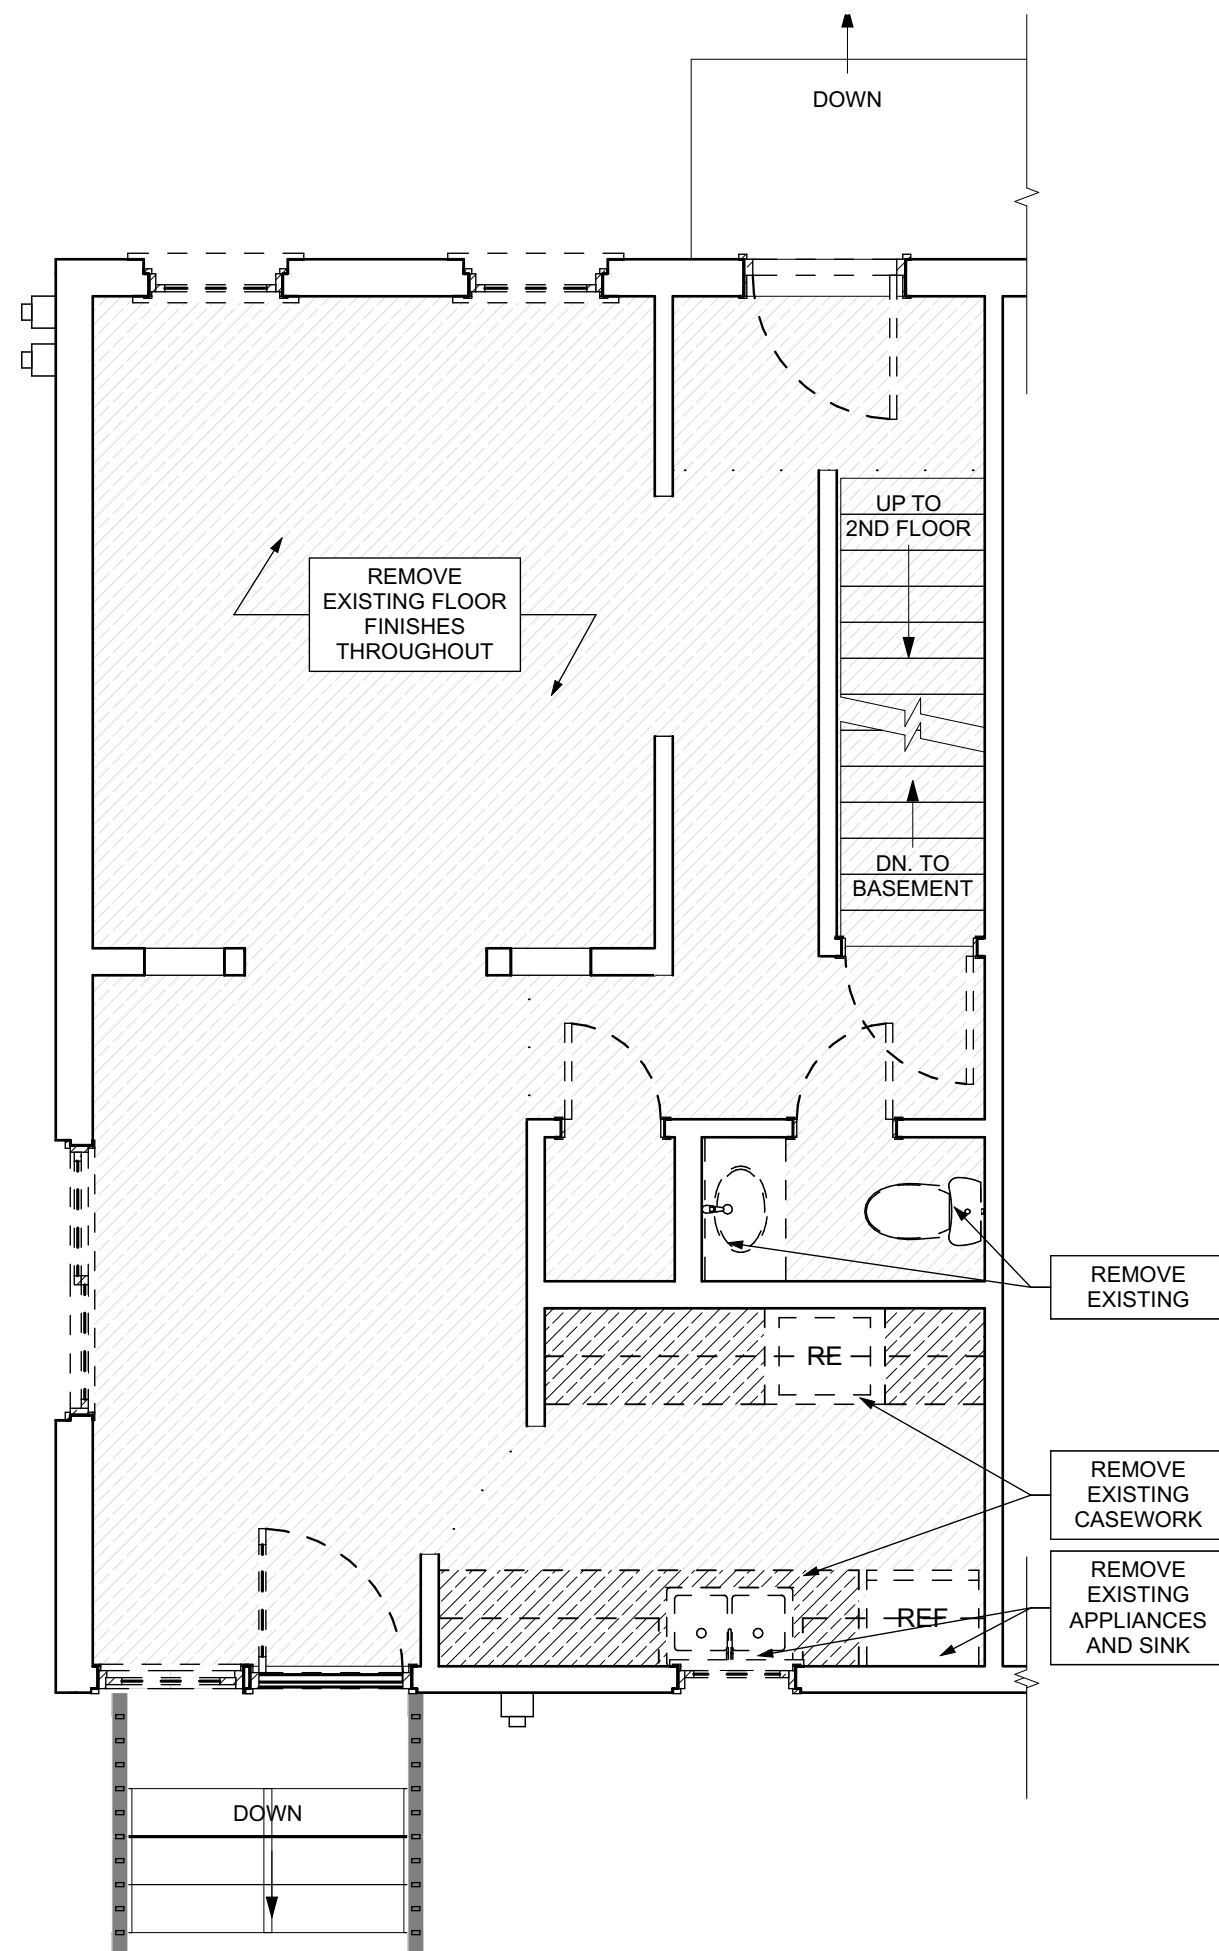 DOWN
UP TO
2ND FLOOR
REMOVE
EXISTING FLOOR
FINISHES
THROUGHOUT
DN. TO
BASEMENT
REMOVE
EXISTING
RE
REMOVE
EXISTING
CASEWORK
REMOVE
EXISTING
APPLIANCES
AND SINK
REF
DOWN